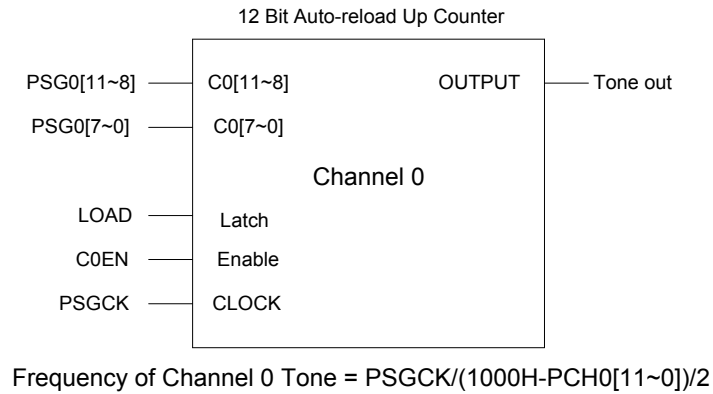 12 Bit Auto-reload Up Counter
PSG0[11~8] C0[11~8] OUTPUT Tone out
PSG0[7~0] C0[7~0]
Channel 0
LOAD Latch
C0EN Enable
PSGCK CLOCK
Frequency of Channel 0 Tone = PSGCK/(1000H-PCH0[11~0])/2